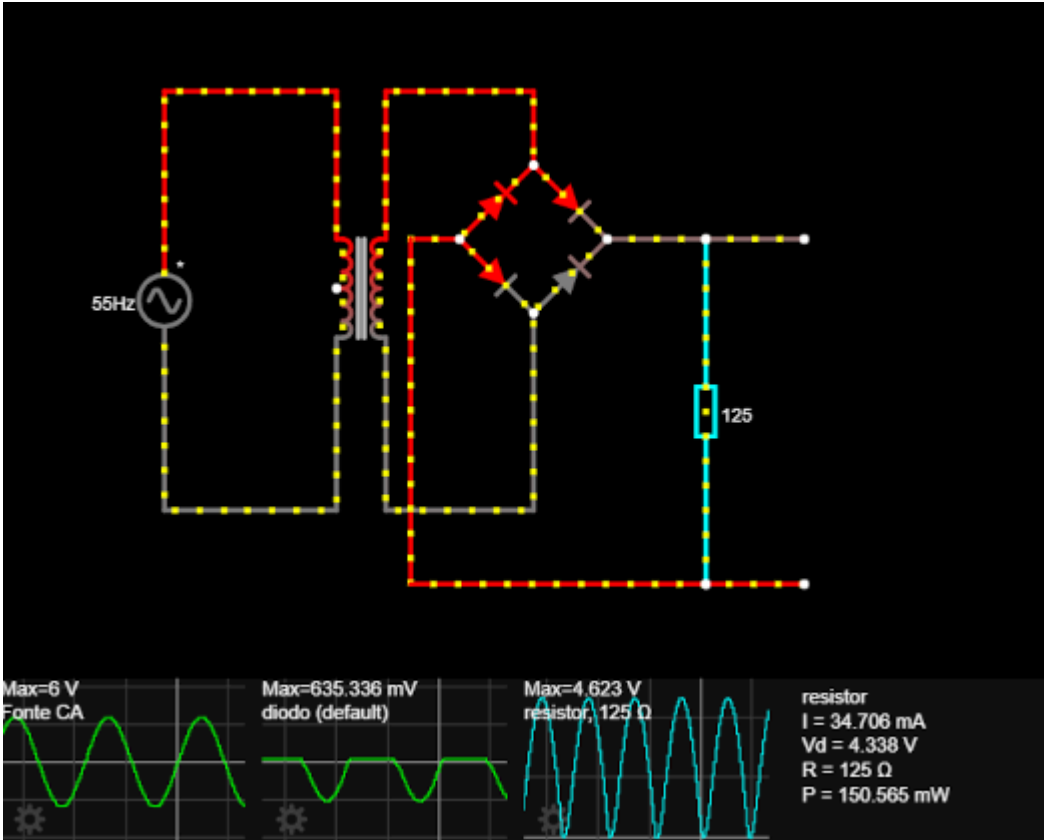 *
55Hz
125
Max=6 V
Fonte CA
Max=635.336 mV
diodo (default)
Max=4.623 V
resistor, 125 Ω
resistor
I = 34.706 mA
Vd = 4.338 V
R = 125 Ω
P = 150.565 mW